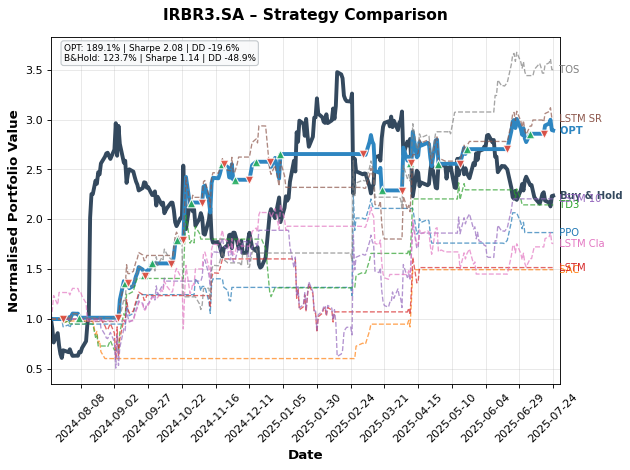 IRBR3.SA – Strategy Comparison
OPT: 189.1% | Sharpe 2.08 | DD -19.6%
B&Hold: 123.7% | Sharpe 1.14 | DD -48.9%
Normalised Portfolio Value
3.5
3.0
2.5
2.0
1.5
1.0
0.5
TOS
LSTM SR
OPT
Buy & Hold
TD3
PPO
LSTM Cla
LSTM
2024-08-08
2024-09-02
2024-09-27
2024-10-22
2024-11-16
2024-12-11
2025-01-05
2025-01-30
2025-02-24
2025-03-21
2025-04-15
2025-05-10
2025-06-04
2025-06-29
2025-07-24
Date